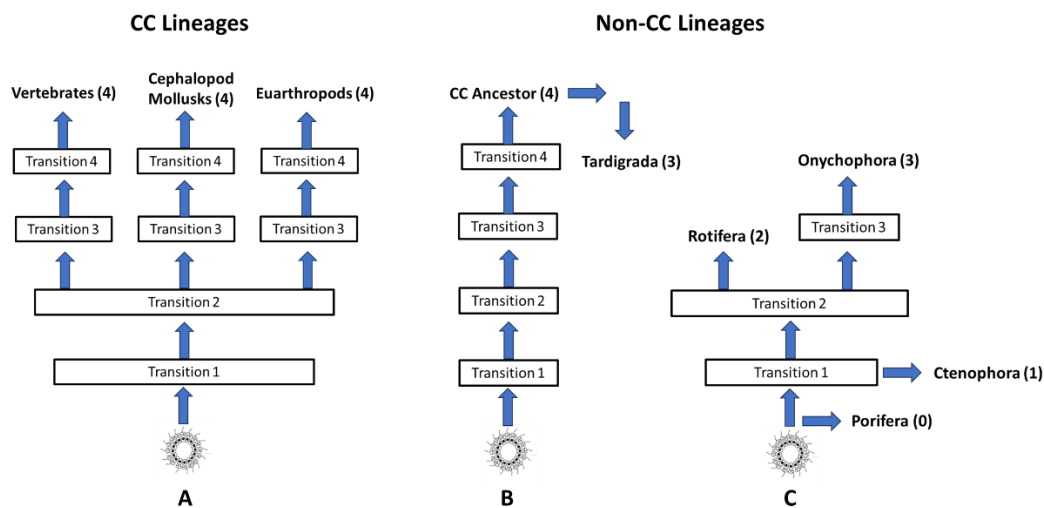 CC Lineages
Non-CC Lineages
Vertebrates (4)
Cephalopod
Mollusks (4)
Euarthropods (4)
Transition 4
Transition 4
Transition 4
Transition 3
Transition 3
Transition 3
Transition 2
Transition 1
A
CC Ancestor (4)
Tardigrada (3)
Transition 4
Transition 3
Transition 2
Transition 1
B
Onychophora (3)
Transition 3
Rotifera (2)
Transition 2
Transition 1
Ctenophora (1)
Porifera (0)
C